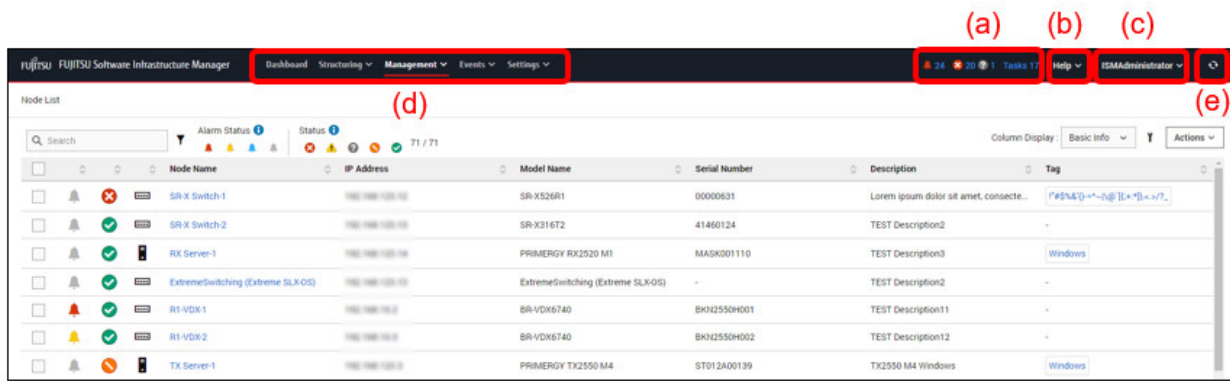 (a) (b) (c)
FUJITSU FUJITSU Software Infrastructure Manager Dashboard Structuring Management Events Settings 24 20 1 Tasks 17 Help ISMAdministrator
(d) (e)
Node List
Search Alarm Status Status 71 / 71 Column Display : Basic Info Actions
Node Name IP Address Model Name Serial Number Description Tag
SR-X Switch-1 SR-X526R1 00000631 Lorem ipsum dolor sit amet, consecte...
SR-X Switch-2 SR-X316T2 41460124 TEST Description2 -
RX Server-1 PRIMERGY RX2520 M1 MASK001110 TEST Description3 Windows
ExtremeSwitching (Extreme SLX-OS) ExtremeSwitching (Extreme SLX-OS) - TEST Description2 -
R1-VDX-1 BR-VDX6740 BKN2550H001 TEST Description11 -
R1-VDX-2 BR-VDX6740 BKN2550H002 TEST Description12 -
TX Server-1 PRIMERGY TX2550 M4 ST012A00139 TX2550 M4 Windows Windows